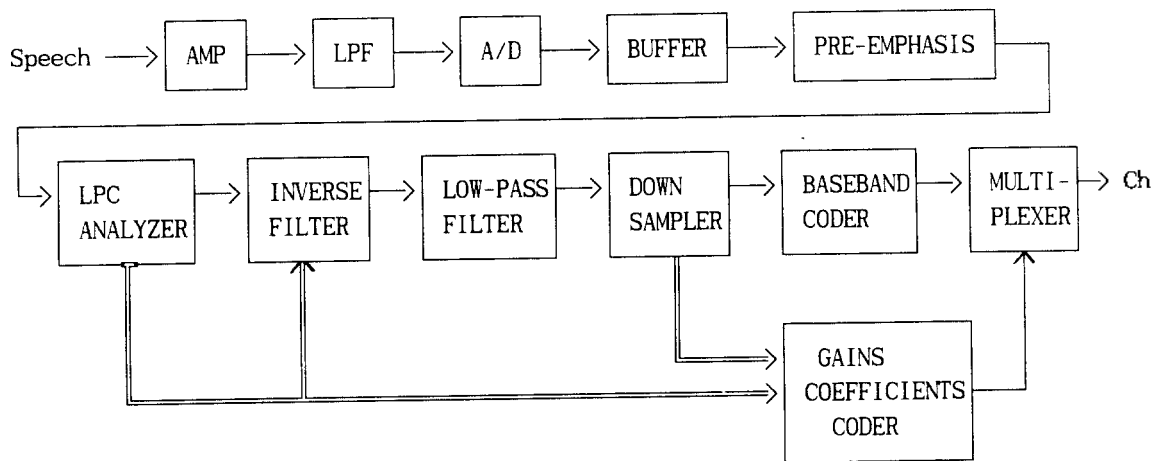 Speech
AMP
LPF
A/D
BUFFER
PRE-EMPHASIS
LPC
ANALYZER
INVERSE
FILTER
LOW-PASS
FILTER
DOWN
SAMPLER
BASEBAND
CODER
MULTI-
PLEXER
Ch
GAINS
COEFFICIENTS
CODER